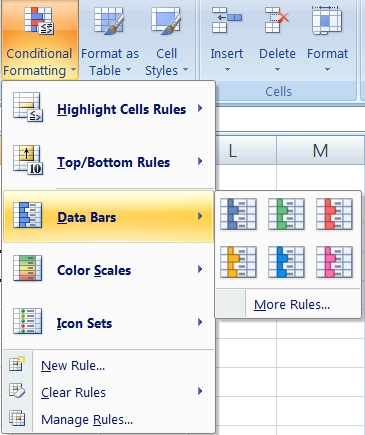 Conditional
Formatting
Format as
Table
Cell
Styles
Insert
Delete
Format
Cells
L
M
Highlight Cells Rules
Top/Bottom Rules
10
Data Bars
Color Scales
Icon Sets
More Rules...
New Rule...
Clear Rules
Manage Rules...